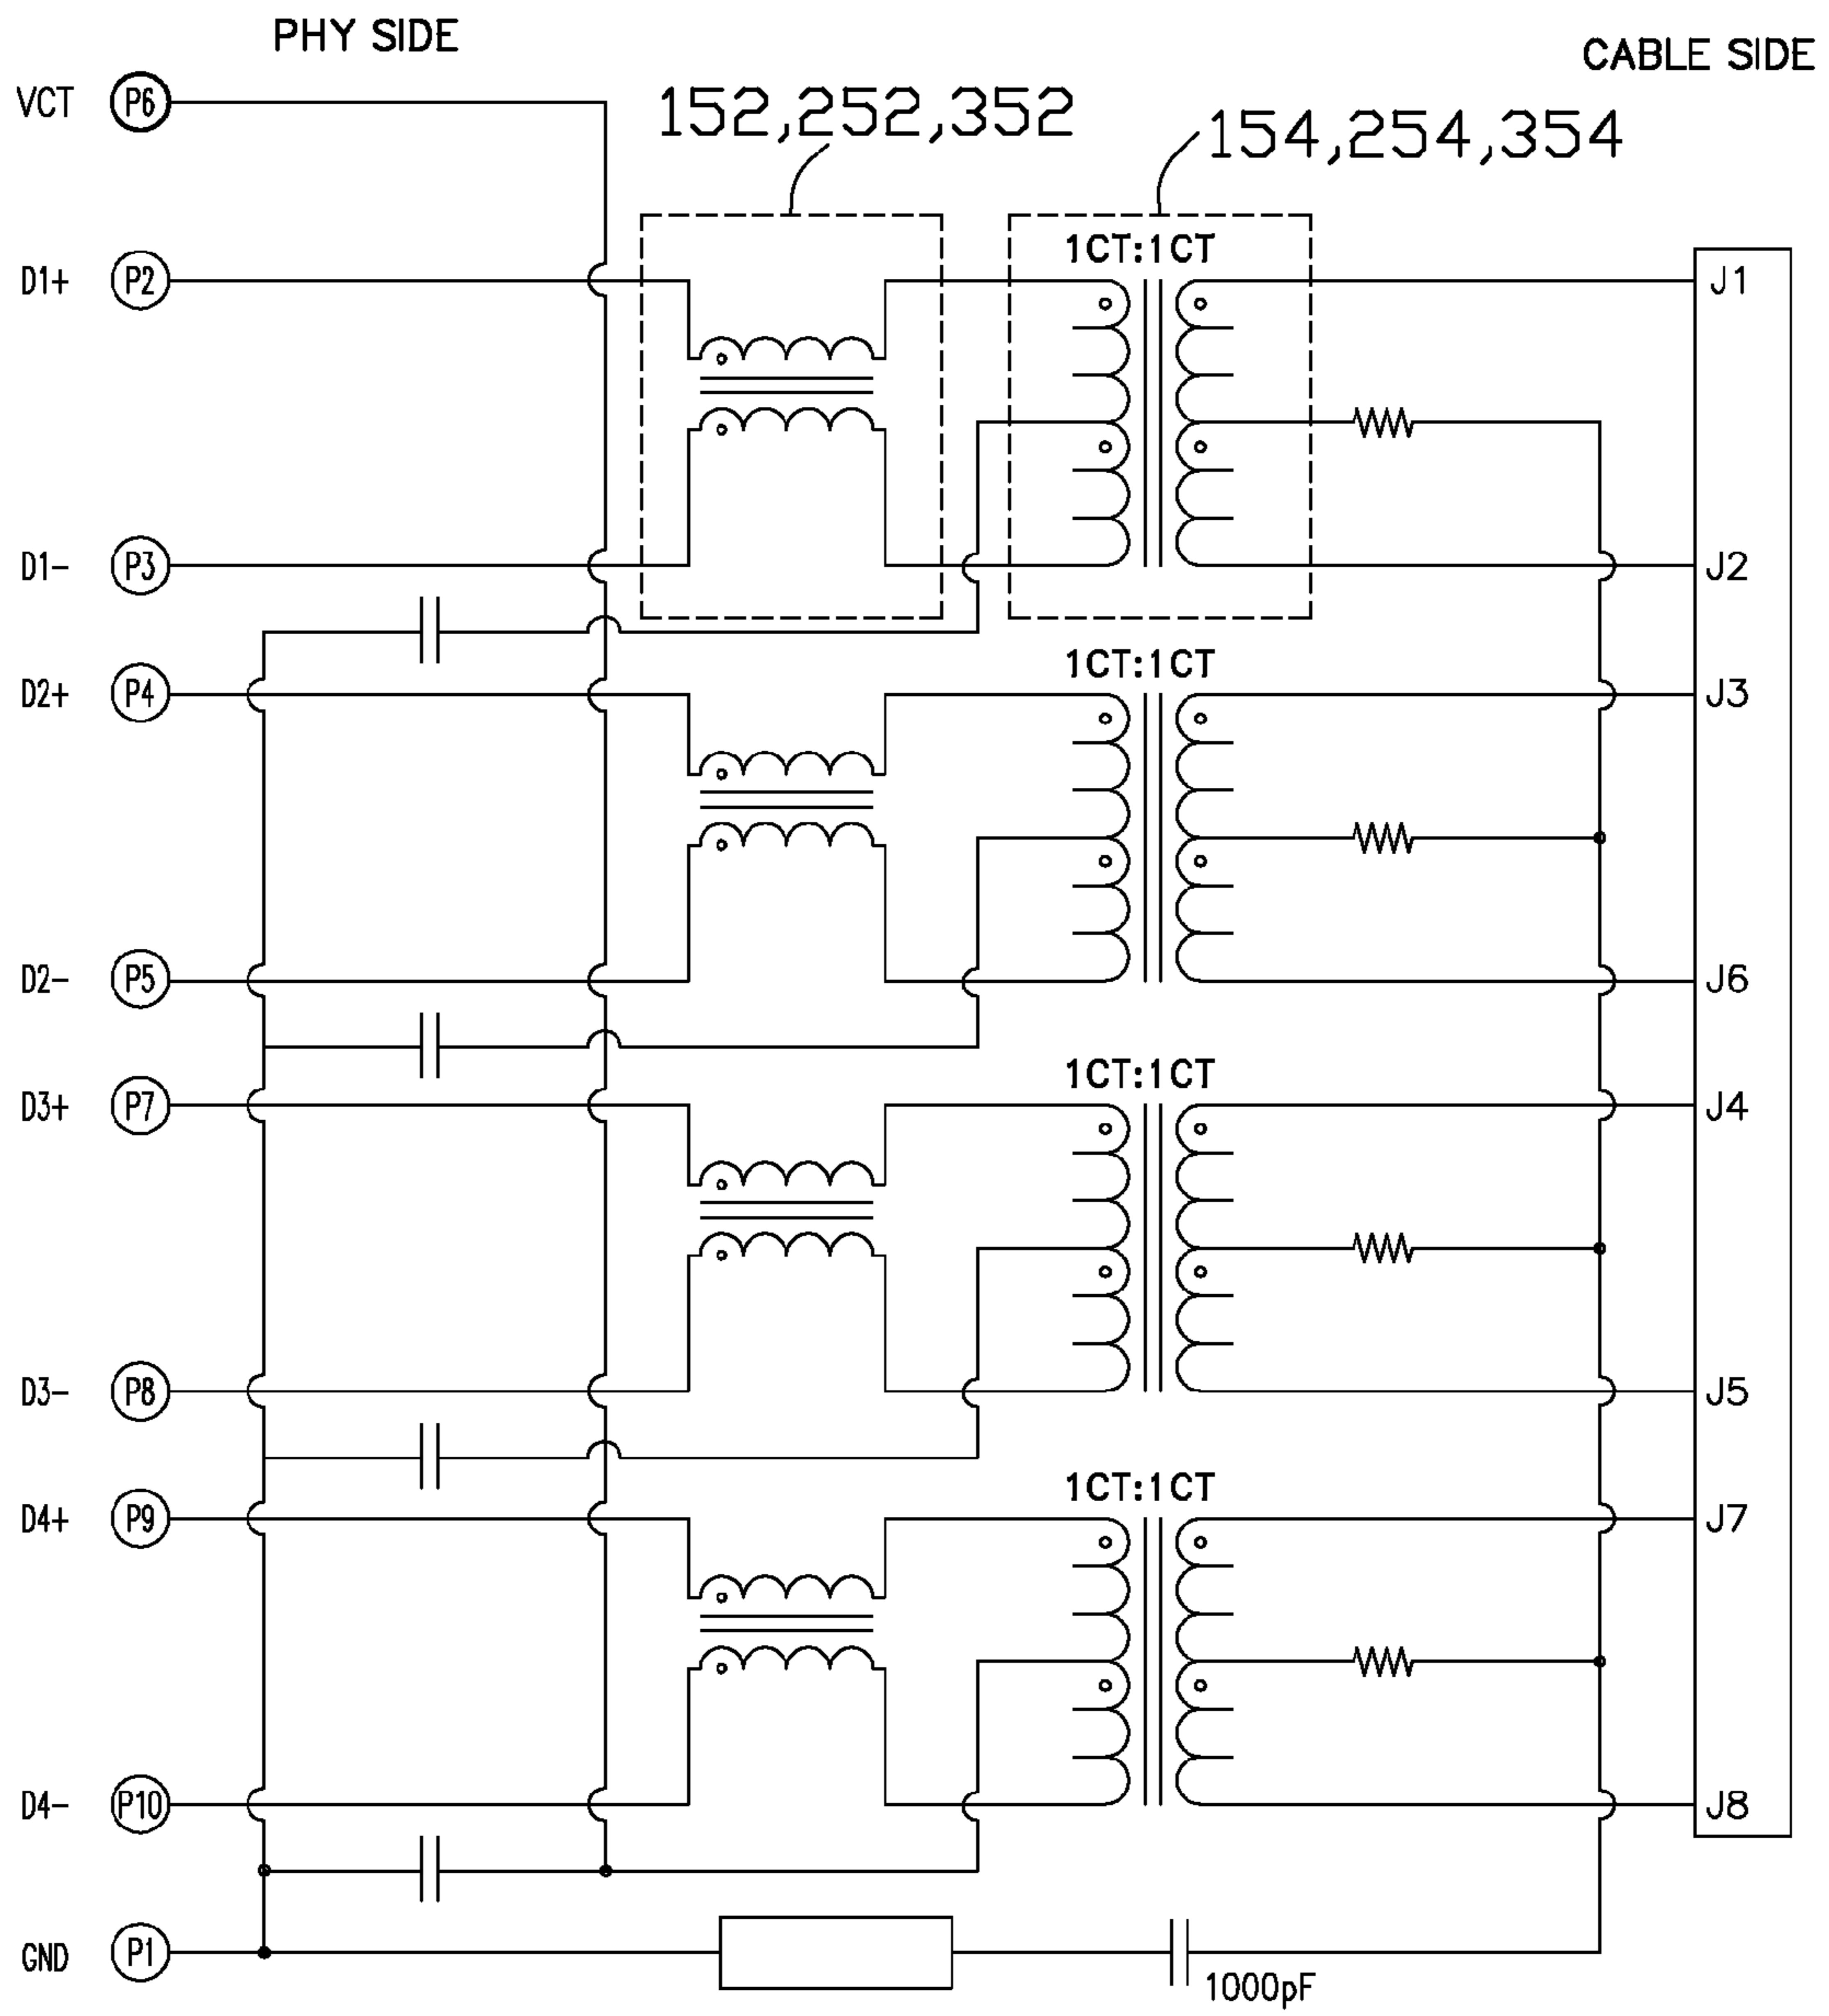 PHY SIDE
CABLE SIDE
VCT P6
152,252,352
154,254,354
1CT:1CT
D1+ P2
J1
D1- P3
J2
1CT:1CT
D2+ P4
J3
D2- P5
J6
1CT:1CT
D3+ P7
J4
D3- P8
J5
1CT:1CT
D4+ P9
J7
D4- P10
J8
GND P1
1000pF